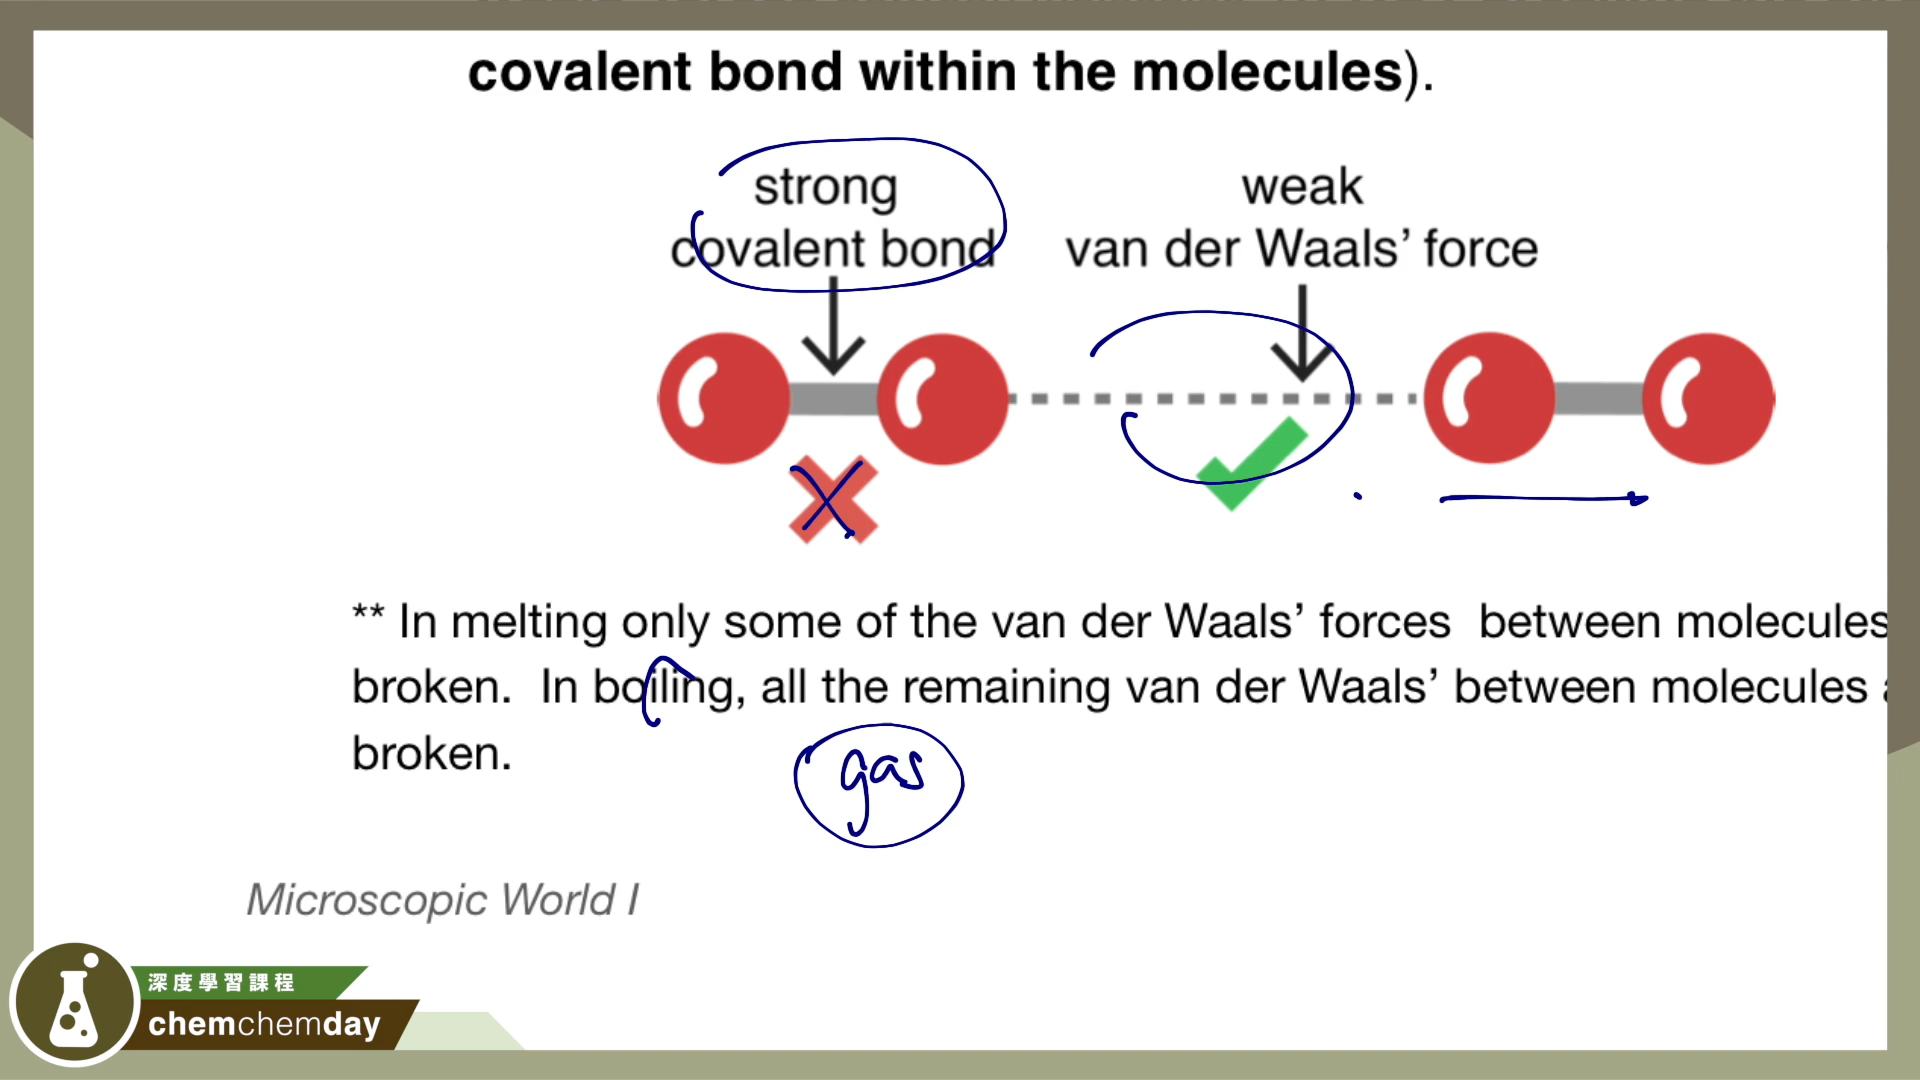 covalent bond within the molecules).
strong
covalent bond
weak
van der Waals’ force
** In melting only some of the van der Waals’ forces between molecules
broken. In boiling, all the remaining van der Waals’ between molecules
broken.
gas
Microscopic World I
深度學習課程
chemchemday